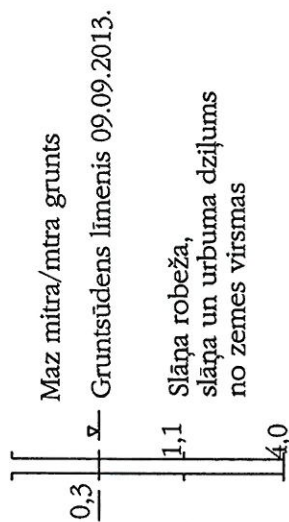 Maz mitra/mtra grunts
0,3
Gruntsūdens līmenis 09.09.2013.
1,1
Slāņa robeža,
slāņa un urbuma dziļums
no zemes virsmas
4,0